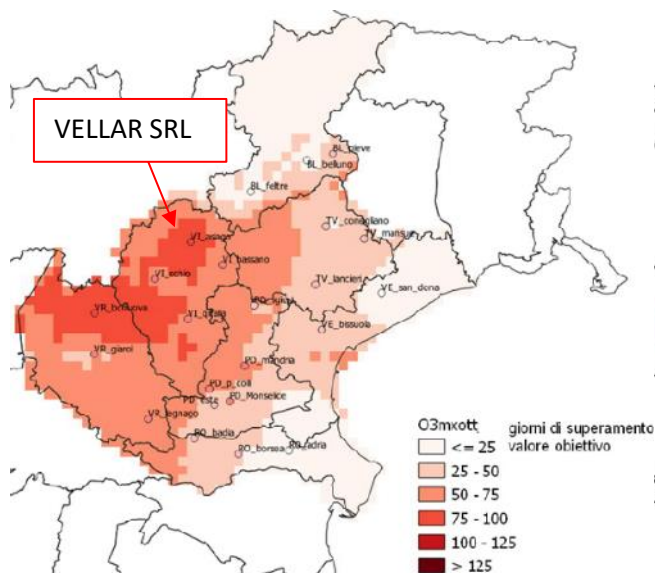 VELLAR SRL
BL_pieve
BL_belluno
BL_feltre
TV_conegliano
TV_mansue
VI_asiago
VI_bassano
VI_schio
TV_lancieri
VE_san_dona
VR_boscnova
VI_qitalia
VE_bissuola
VR_giarol
PD_mandria
PD_p_colli
PD_este
PD_Monselice
VR_legnago
RO_badia
RO_borsea
RO_adria
O3mxott
giorni di superamento
valore obiettivo
<= 25
25 - 50
50 - 75
75 - 100
100 - 125
> 125